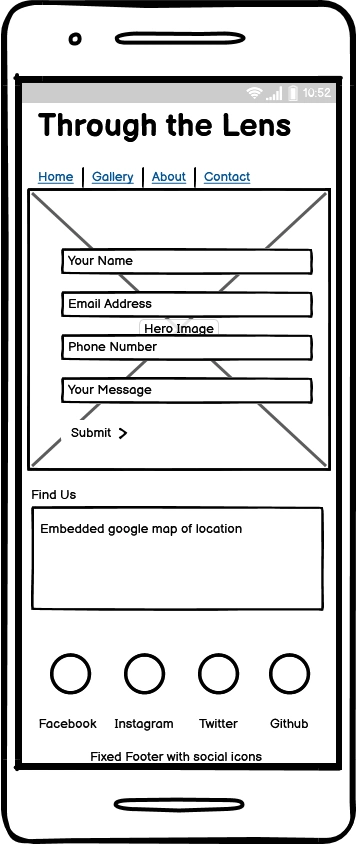 10:52
Through the Lens
Home Gallery About Contact
Your Name
Email Address
Hero Image
Phone Number
Your Message
Submit
Find Us
Embedded google map of location
Facebook Instagram Twitter Github
Fixed Footer with social icons